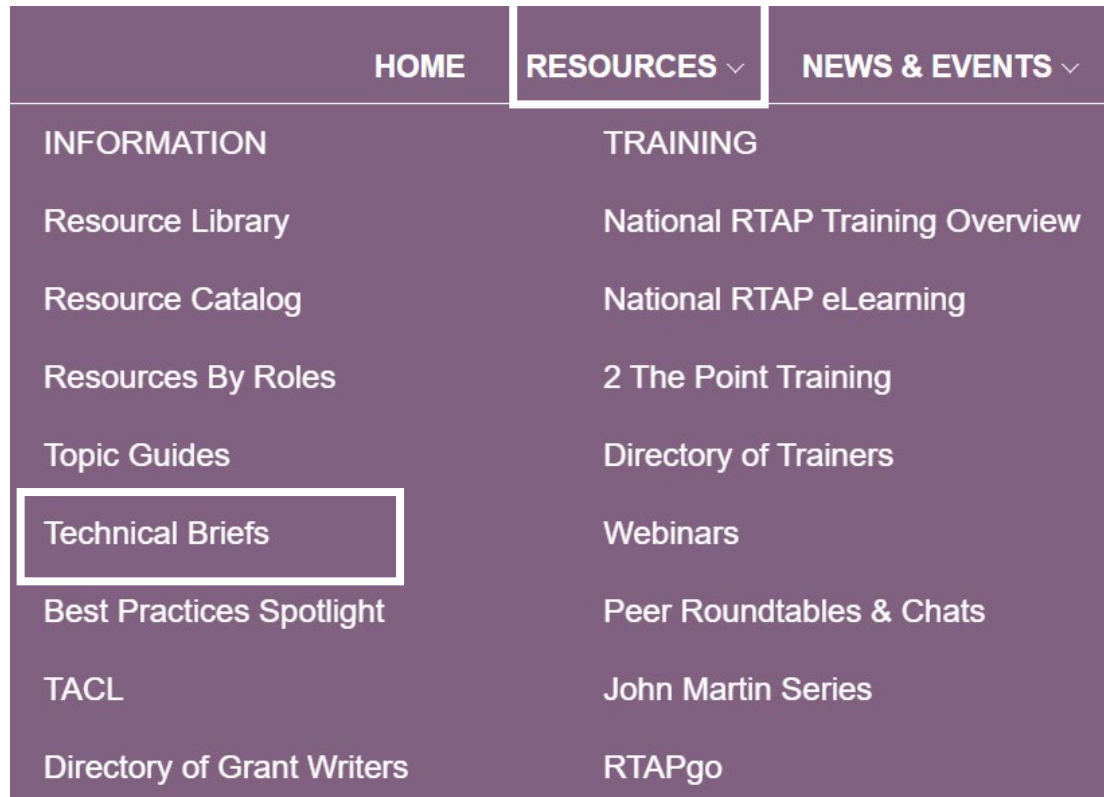 HOME RESOURCES NEWS & EVENTS
INFORMATION
Resource Library
Resource Catalog
Resources By Roles
Topic Guides
Technical Briefs
Best Practices Spotlight
TACL
Directory of Grant Writers
TRAINING
National RTAP Training Overview
National RTAP eLearning
2 The Point Training
Directory of Trainers
Webinars
Peer Roundtables & Chats
John Martin Series
RTAPgo